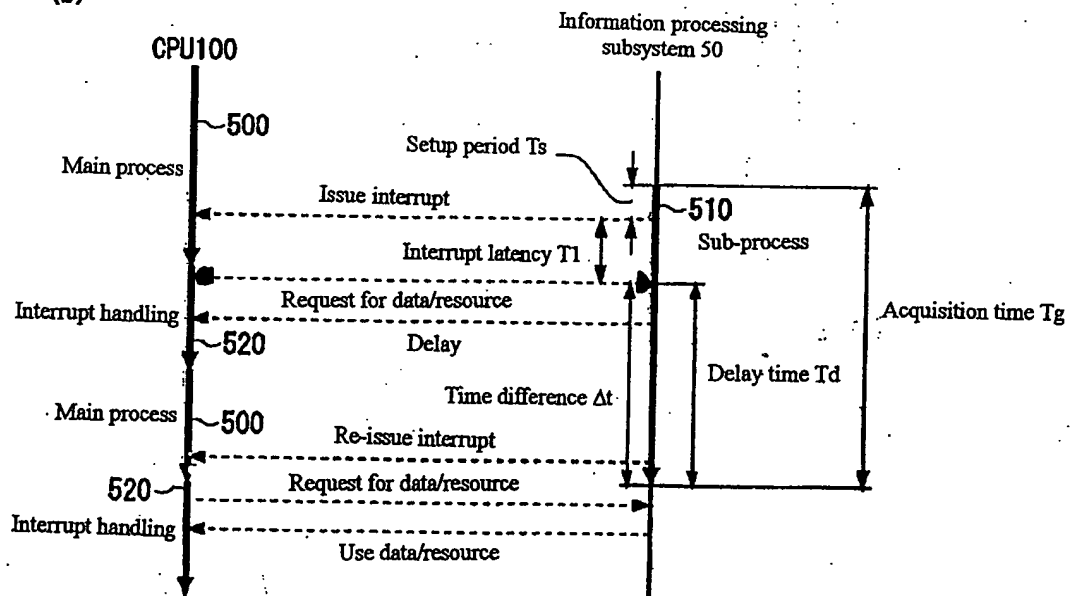 (b)
Information processing
subsystem 50
CPU100
500
Setup period Ts
Main process
Issue interrupt
510
Sub-process
Interrupt latency T1
Request for data/resource
Acquisition time Tg
Interrupt handling
520
Delay
Delay time Td
Time difference Δt
Main process
500
Re-issue interrupt
520
Request for data/resource
Interrupt handling
Use data/resource